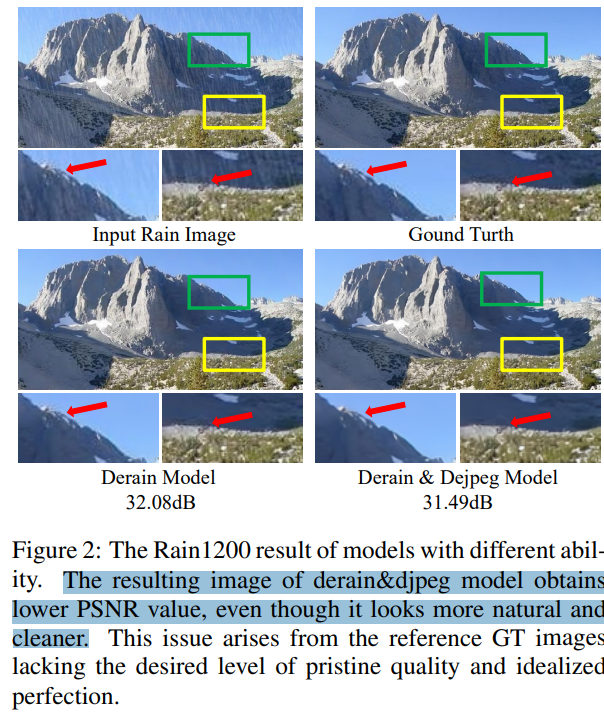 Input Rain Image
Gound Turth
Derain Model
32.08dB
Derain & Dejpeg Model
31.49dB
Figure 2: The Rain1200 result of models with different abil-
ity. The resulting image of derain&djpeg model obtains
lower PSNR value, even though it looks more natural and
cleaner. This issue arises from the reference GT images
lacking the desired level of pristine quality and idealized
perfection.